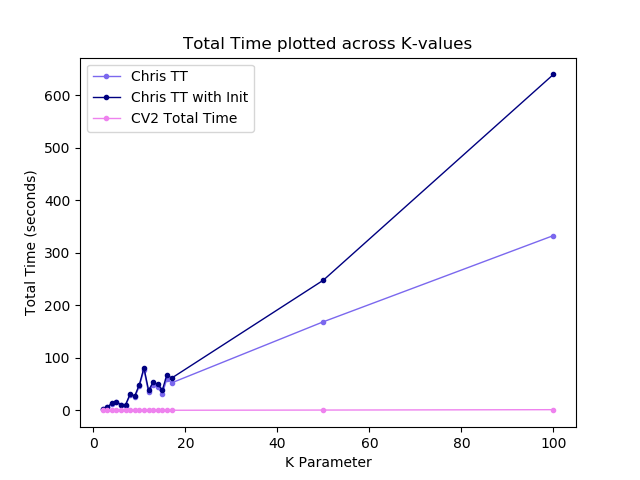 Total Time plotted across K-values
Chris TT
Chris TT with Init
CV2 Total Time
Total Time (seconds)
600
500
400
300
200
100
0
0 20 40 60 80 100
K Parameter